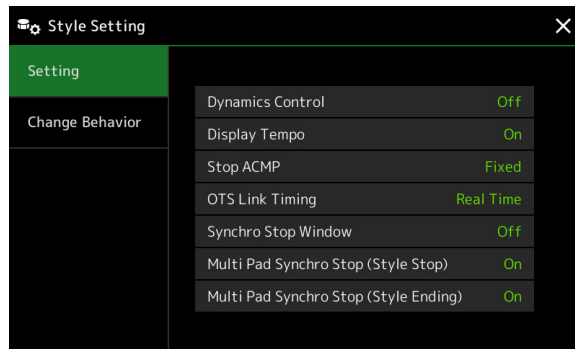 Style Setting
Setting
Change Behavior
Dynamics Control Off
Display Tempo On
Stop ACMP Fixed
OTS Link Timing Real Time
Synchro Stop Window Off
Multi Pad Synchro Stop (Style Stop) On
Multi Pad Synchro Stop (Style Ending) On